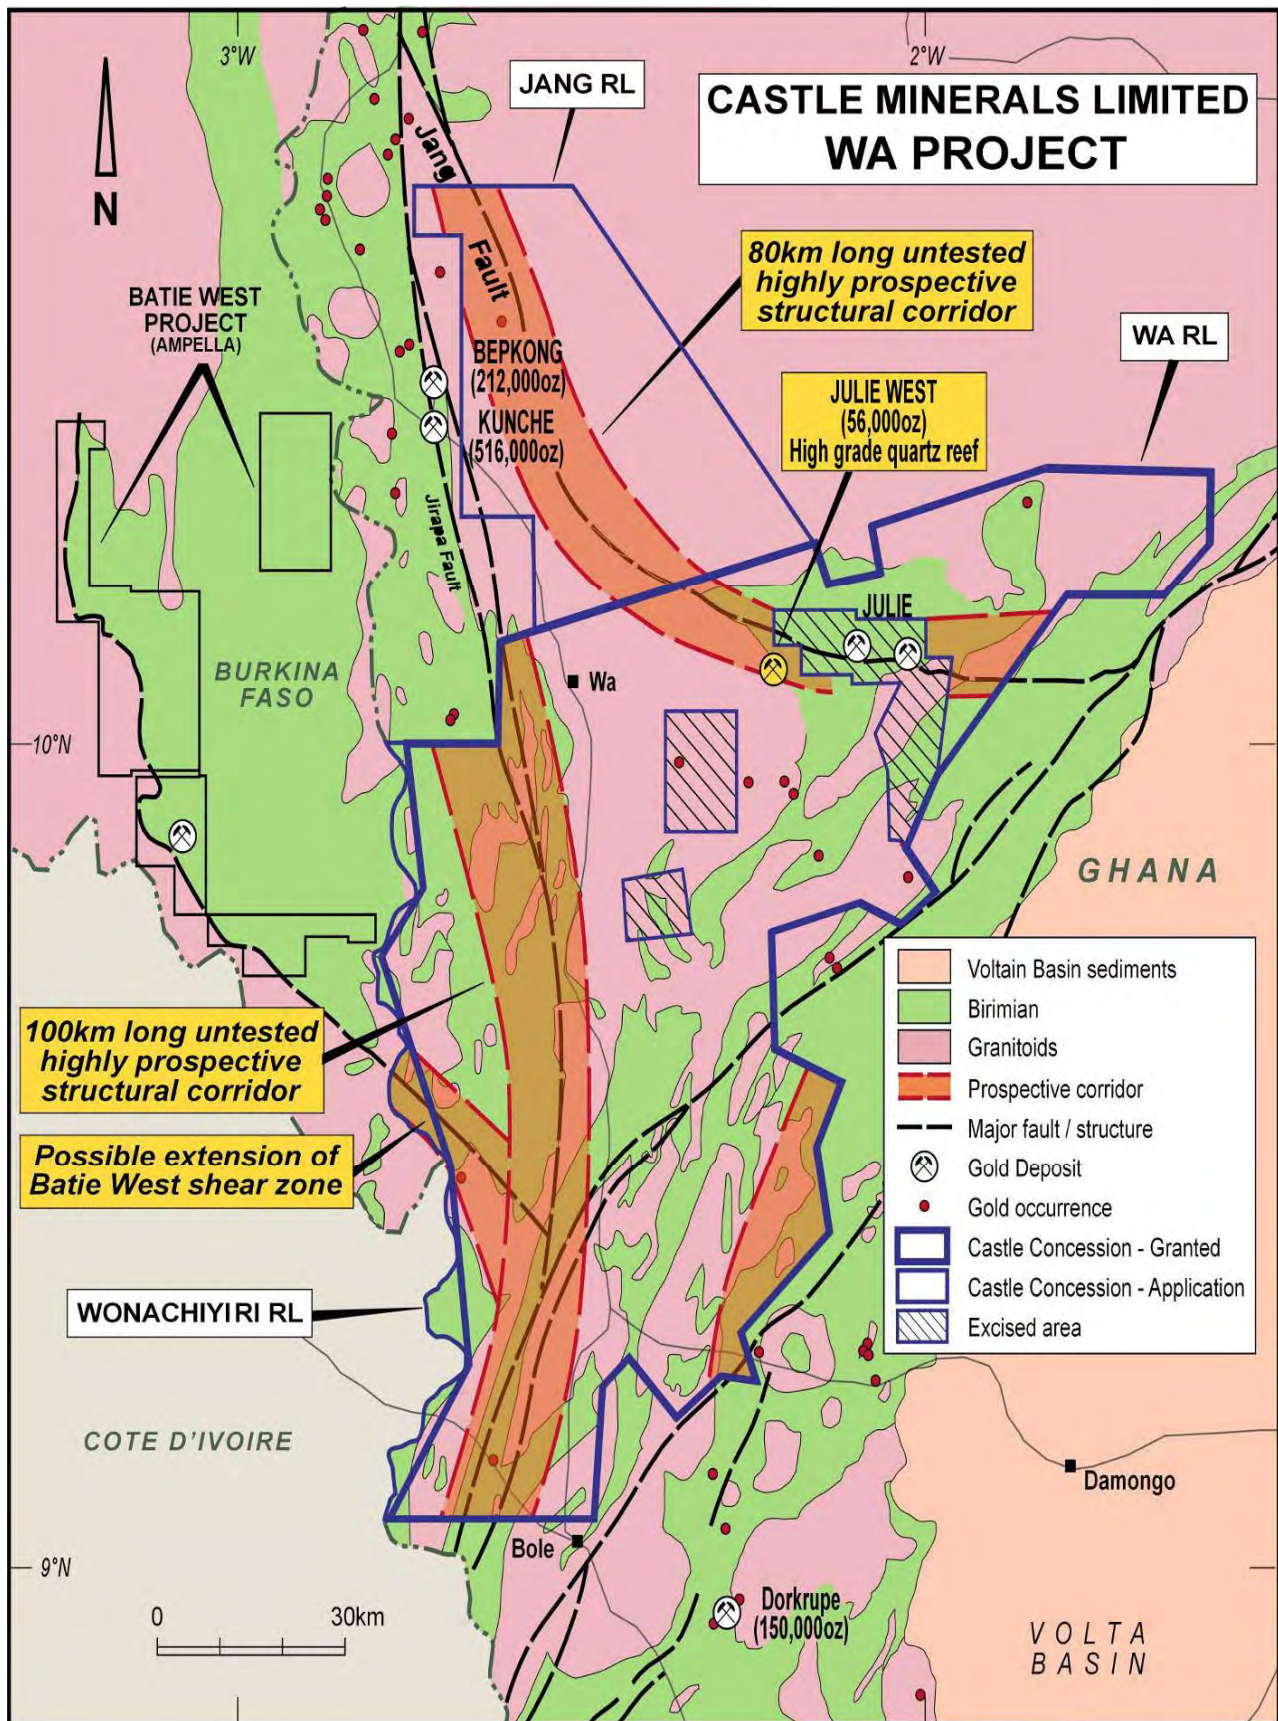 3°W
2°W
JANG RL
CASTLE MINERALS LIMITED
WA PROJECT
N
Jang
Fault
80km long untested
highly prospective
structural corridor
BATIE WEST
PROJECT
(AMPELLA)
WA RL
BEPKONG
(212,000oz)
KUNCHE
(516,000oz)
JULIE WEST
(56,000oz)
High grade quartz reef
Jirapa Fault
JULIE
BURKINA
FASO
Wa
10°N
GHANA
Voltain Basin sediments
Birimian
Granitoids
Prospective corridor
Major fault / structure
Gold Deposit
Gold occurrence
Castle Concession - Granted
Castle Concession - Application
Excised area
100km long untested
highly prospective
structural corridor
Possible extension of
Batie West shear zone
WONACHIYIRI RL
COTE D'IVOIRE
Damongo
Bole
9°N
Dorkrupe
(150,000oz)
0 30km
VOLTA
BASIN